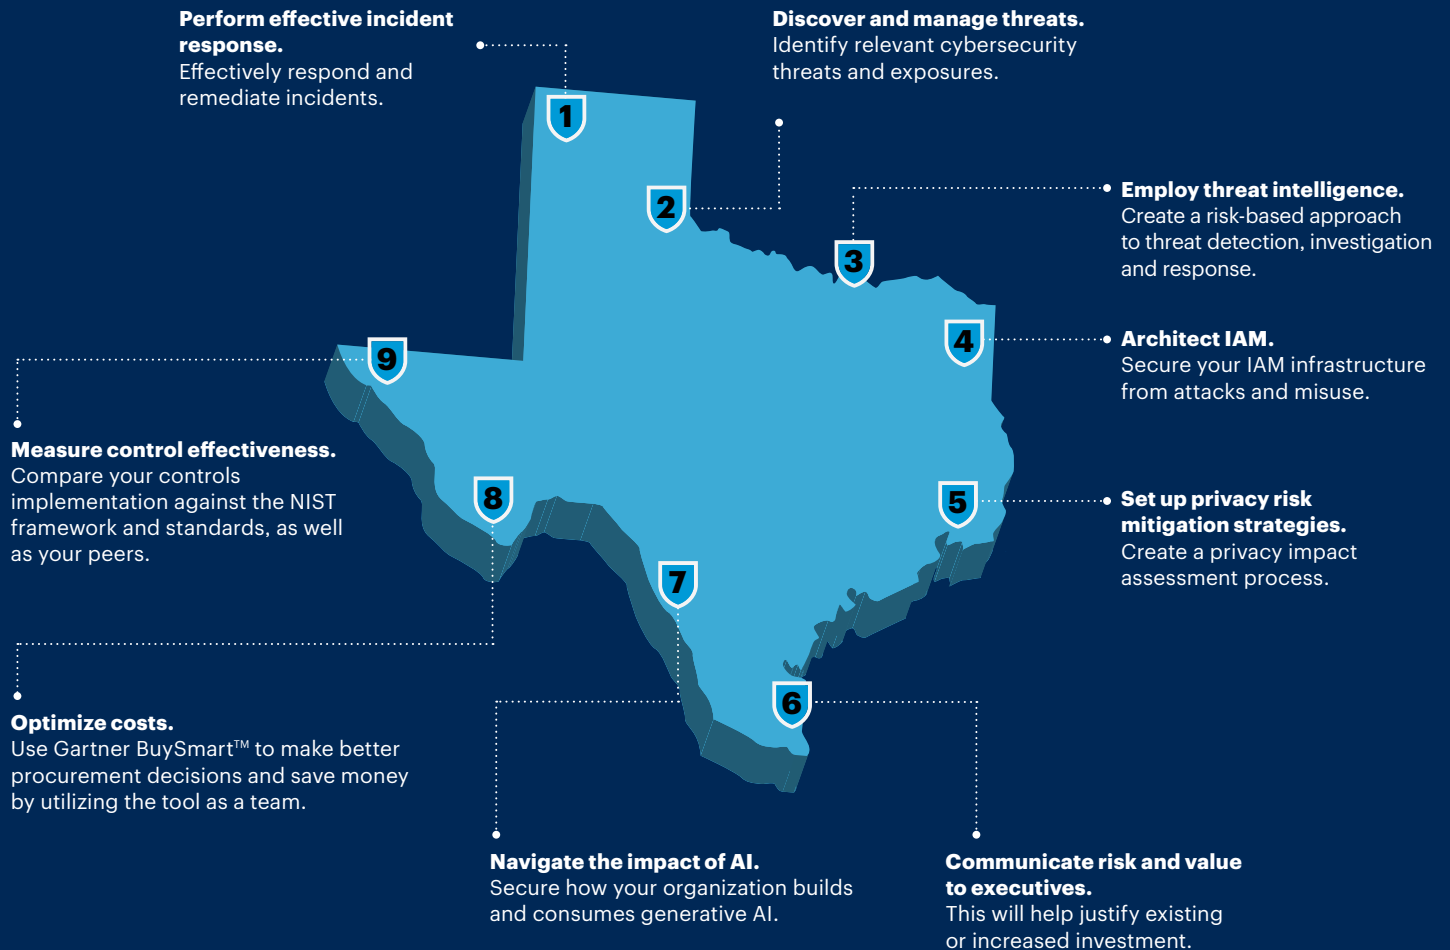 Perform effective incident
response.
Effectively respond and
remediate incidents.
1
Discover and manage threats.
Identify relevant cybersecurity
threats and exposures.
2
Employ threat intelligence.
Create a risk-based approach
to threat detection, investigation
and response.
3
Architect IAM.
Secure your IAM infrastructure
from attacks and misuse.
4
Set up privacy risk
mitigation strategies.
Create a privacy impact
assessment process.
5
Communicate risk and value
to executives.
This will help justify existing
or increased investment.
6
Navigate the impact of AI.
Secure how your organization builds
and consumes generative AI.
7
Optimize costs.
Use Gartner BuySmart™ to make better
procurement decisions and save money
by utilizing the tool as a team.
8
Measure control effectiveness.
Compare your controls
implementation against the NIST
framework and standards, as well
as your peers.
9